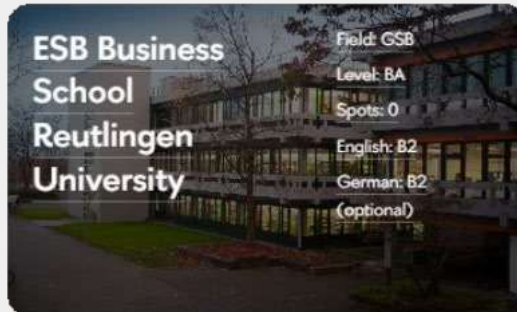 ESB Business
School
Reutlingen
University
Field: GSB
Level: BA
Spots: 0
English: B2
German: B2
(optional)